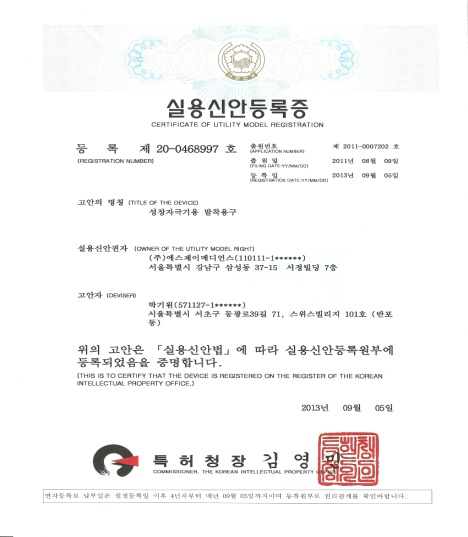 실용신안등록증
CERTIFICATE OF UTILITY MODEL REGISTRATION
등 록 제 20-0468997 호
(REGISTRATION NUMBER)
출원번호 제 2011-0007202 호
(APPLICATION NUMBER)
출 원 일 2011년 08월 09일
(FILING DATE:YY/MM/DD)
등 록 일 2013년 09월 05일
(REGISTRATION DATE:YY/MM/DD)
고안의 명칭 (TITLE OF THE DEVICE)
성장자극기용 발착용구
실용신안권자 (OWNER OF THE UTILITY MODEL RIGHT)
(주)에스제이메디언스(110111-1******)
서울특별시 강남구 삼성동 37-15 서정빌딩 7층
고안자 (DEVISER)
박기원(571127-1******)
서울특별시 서초구 동광로39길 71, 스위스빌리지 101호 (반포
동)
위의 고안은 「실용신안법」에 따라 실용신안등록원부에
등록되었음을 증명합니다.
(THIS IS TO CERTIFY THAT THE DEVICE IS REGISTERED ON THE REGISTER OF THE KOREAN
INTELLECTUAL PROPERTY OFFICE.)
2013년 09월 05일
특허청장 김영민
COMMISSIONER, THE KOREAN INTELLECTUAL PROPERTY
연차등록료 납부일은 설정등록일 이후 4년차부터 매년 09월 05일까지이며 등록원부로 권리관계를 확인바랍니다.